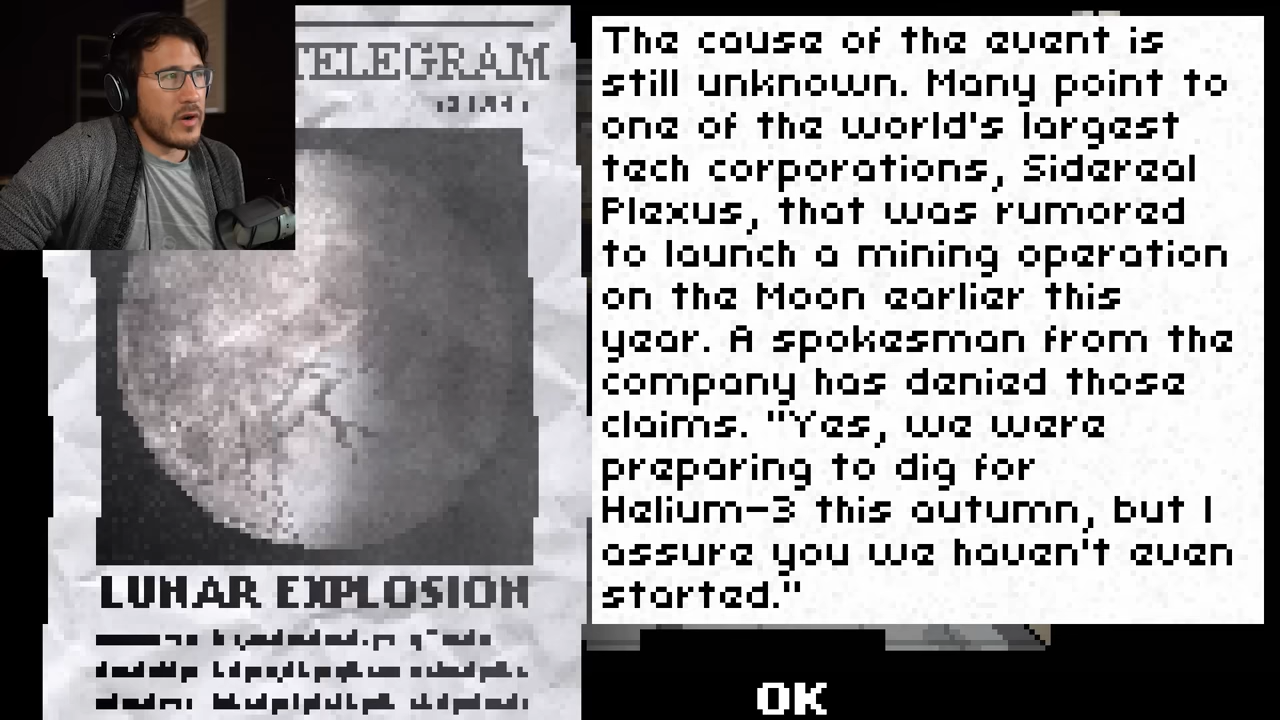 TELEGRAM
The cause of the event is
still unknown. Many point to
one of the world's largest
tech corporations, Sidereal
Plexus, that was rumored
to launch a mining operation
on the Moon earlier this
year. A spokesman from the
company has denied those
claims. "Yes, we were
preparing to dig for
Helium-3 this autumn, but I
assure you we haven't even
started."
LUNAR EXPLOSION
OK